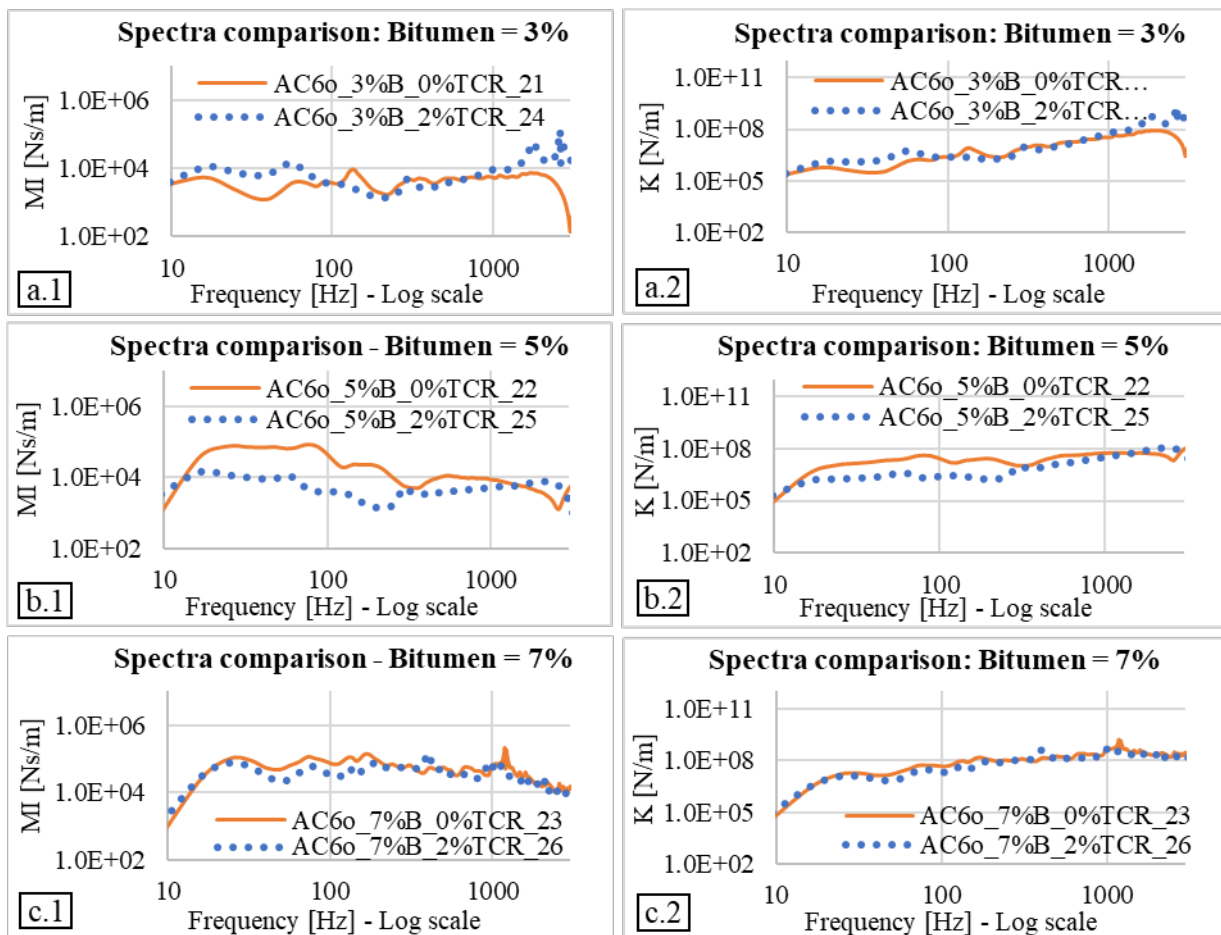 Spectra comparison: Bitumen = 3%
MI [Ns/m]
1.0E+06
1.0E+04
1.0E+02
AC6o_3%B_0%TCR_21
AC6o_3%B_2%TCR_24
10 100 1000
Frequency [Hz] - Log scale
a.1
Spectra comparison: Bitumen = 3%
K [N/m]
1.0E+11
1.0E+08
1.0E+05
1.0E+02
AC6o_3%B_0%TCR…
AC6o_3%B_2%TCR…
10 100 1000
Frequency [Hz] - Log scale
a.2
Spectra comparison - Bitumen = 5%
MI [Ns/m]
1.0E+06
1.0E+04
1.0E+02
AC6o_5%B_0%TCR_22
AC6o_5%B_2%TCR_25
10 100 1000
Frequency [Hz] - Log scale
b.1
Spectra comparison: Bitumen = 5%
K [N/m]
1.0E+11
1.0E+08
1.0E+05
1.0E+02
AC6o_5%B_0%TCR_22
AC6o_5%B_2%TCR_25
10 100 1000
Frequency [Hz] - Log scale
b.2
Spectra comparison - Bitumen = 7%
MI [Ns/m]
1.0E+06
1.0E+04
1.0E+02
AC6o_7%B_0%TCR_23
AC6o_7%B_2%TCR_26
10 100 1000
Frequency [Hz] - Log scale
c.1
Spectra comparison: Bitumen = 7%
K [N/m]
1.0E+11
1.0E+08
1.0E+05
1.0E+02
AC6o_7%B_0%TCR_23
AC6o_7%B_2%TCR_26
10 100 1000
Frequency [Hz] - Log scale
c.2